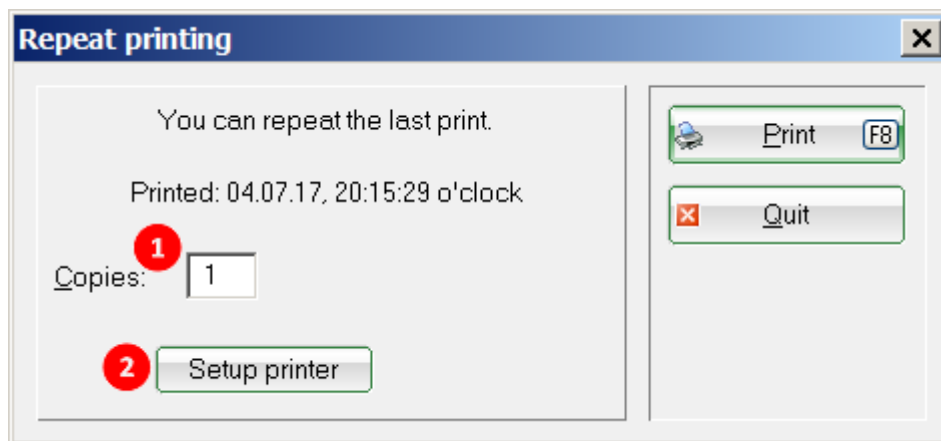 Repeat printing
You can repeat the last print.
Printed: 04.07.17, 20:15:29 o'clock
1
Copies: 1
2 Setup printer
Print F8
Quit